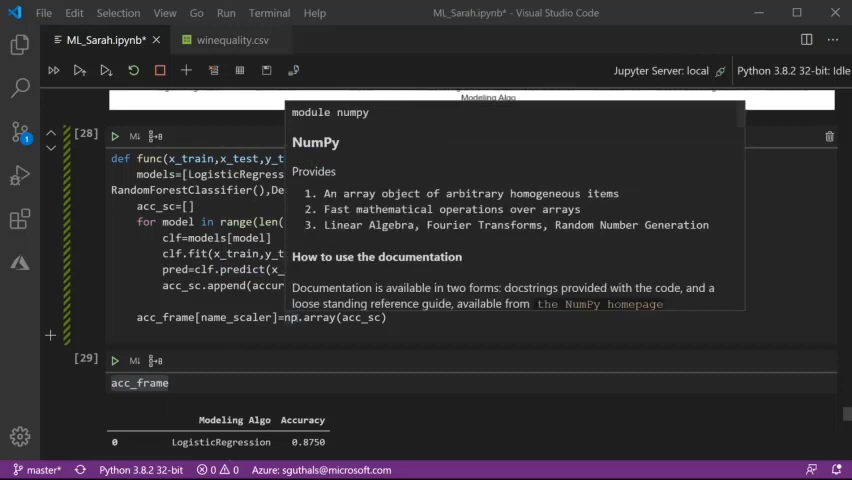 File Edit Selection View Go Run Terminal Help
ML_Sarah.ipynb* - Visual Studio Code
ML_Sarah.ipynb*
winequality.csv
Jupyter Server: local
Python 3.8.2 32-bit: Idle
Modeling Algo
[28]
M↓
def func(x_train,x_test,y_t
models=[LogisticRegress
RandomForestClassifier(),De
acc_sc=[]
for model in range(len(
clf=models[model]
clf.fit(x_train,y_t
pred=clf.predict(x_
acc_sc.append(accur
acc_frame[name_scaler]=np.array(acc_sc)
module numpy
NumPy
Provides
1. An array object of arbitrary homogeneous items
2. Fast mathematical operations over arrays
3. Linear Algebra, Fourier Transforms, Random Number Generation
How to use the documentation
Documentation is available in two forms: docstrings provided with the code, and a
loose standing reference guide, available from the NumPy homepage
[29]
M↓
acc_frame
Modeling Algo Accuracy
0 LogisticRegression 0.8750
1
master*
Python 3.8.2 32-bit
0 0
Azure: sguthals@microsoft.com